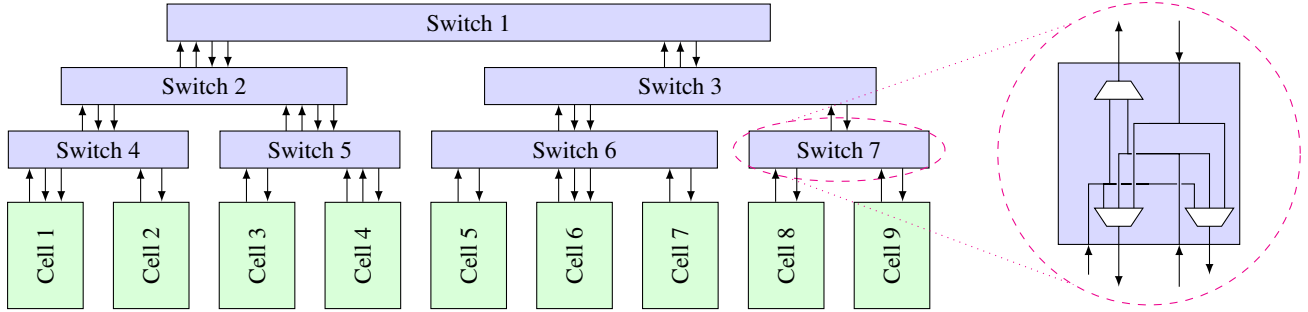 Switch 1
Switch 2
Switch 3
Switch 4
Switch 5
Switch 6
Switch 7
Cell 1
Cell 2
Cell 3
Cell 4
Cell 5
Cell 6
Cell 7
Cell 8
Cell 9